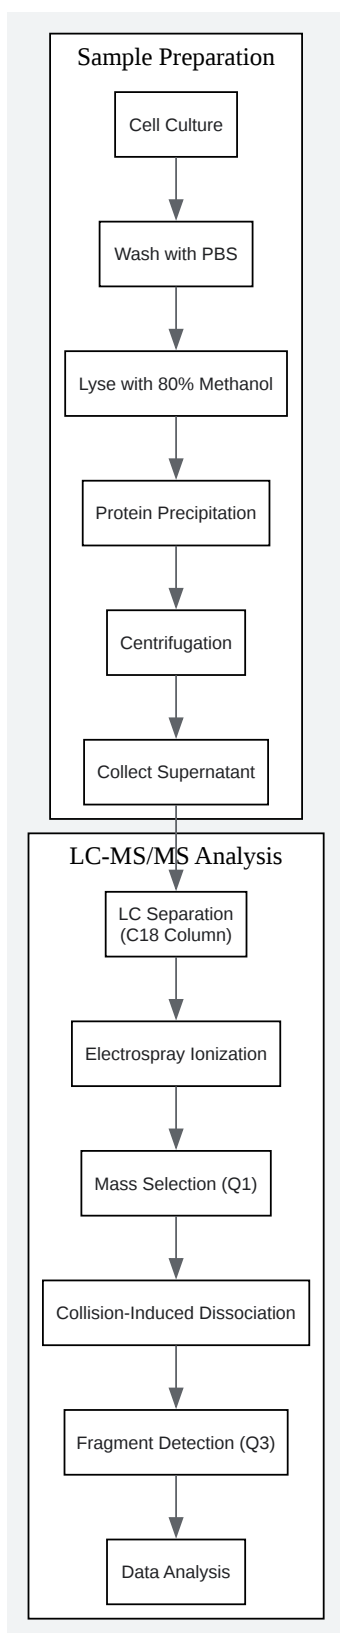 Sample Preparation
Cell Culture
Wash with PBS
Lyse with 80% Methanol
Protein Precipitation
Centrifugation
Collect Supernatant
LC-MS/MS Analysis
LC Separation
(C18 Column)
Electrospray Ionization
Mass Selection (Q1)
Collision-Induced Dissociation
Fragment Detection (Q3)
Data Analysis